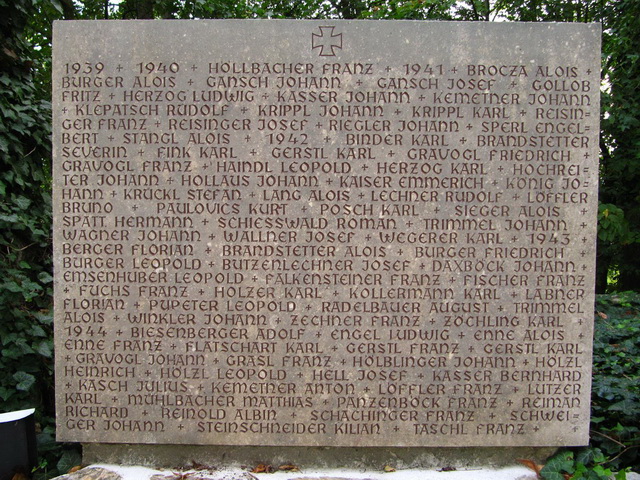 1939 + 1940 + HÖLLBACHER FRANZ + 1941 + BROCZA ALOIS +
BURGER ALOIS + GANSCH JOHANN + GANSCH JOSEF + GOLLOB
FRITZ + HERZOG LUDWIG + KASSER JOHANN + KEMETNER JOHANN
+ KLEPATSCH RUDOLF + KRIPPL JOHANN + KRIPPL KARL + REISIN=
GER FRANZ + REISINGER JOSEF + RIEGLER JOHANN + SPERL ENGEL=
BERT + STANGL ALOIS + 1942 + BINDER KARL + BRANDSTETTER
SEVERIN + FINK KARL + GERSTL KARL + GRAVOGL FRIEDRICH +
GRAVOGL FRANZ + HAINDL LEOPOLD + HERZOG KARL + HOCHREI=
TER JOHANN + HOLLAUS JOHANN + KAISER EMMERICH + KÖNIG JO=
HANN + KRÜCKL STEFAN + LANG ALOIS + LECHNER RUDOLF + LÖFFLER
BRUNO + PAULOVICS KURT + POSCH KARL + SIEGER ALOIS +
SPATT HERMANN + SCHIESSWALD ROMAN + TRIMMEL JOHANN +
WAGNER JOHANN + WALLNER JOSEF + WEGERER KARL + 1943 +
BERGER FLORIAN + BRANDSTETTER ALOIS + BURGER FRIEDRICH +
BURGER LEOPOLD + BUTZENLECHNER JOSEF + DAXBÖCK JOHANN +
EMSENHUBER LEOPOLD + FALKENSTEINER FRANZ + FISCHER FRANZ
+ FUCHS FRANZ + HOLZER KARL + KOLLERMANN KARL + LABNER
FLORIAN + PUPETER LEOPOLD + RADELBAUER AUGUST + TRIMMEL
ALOIS + WINKLER JOHANN + ZECHNER FRANZ + ZÖCHLING KARL +
1944 + BIESENBERGER ADOLF + ENGEL LUDWIG + ENNE ALOIS +
ENNE FRANZ + FLATSCHART KARL + GERSTL FRANZ + GERSTL KARL
+ GRAVOGL JOHANN + GRASL FRANZ + HÖLBLINGER JOHANN + HÖLZL
HEINRICH + HÖLZL LEOPOLD + HELL JOSEF + KASSER BERNHARD
+ KASCH JULIUS + KEMETNER ANTON + LÖFFLER FRANZ + LUTZER
KARL + MÜHLBACHER MATTHIAS + PANZENBÖCK FRANZ + REIMAN
RICHARD + REINOLD ALBIN + SCHACHINGER FRANZ + SCHWEI=
GER JOHANN + STEINSCHNEIDER KILIAN + TASCHL FRANZ +